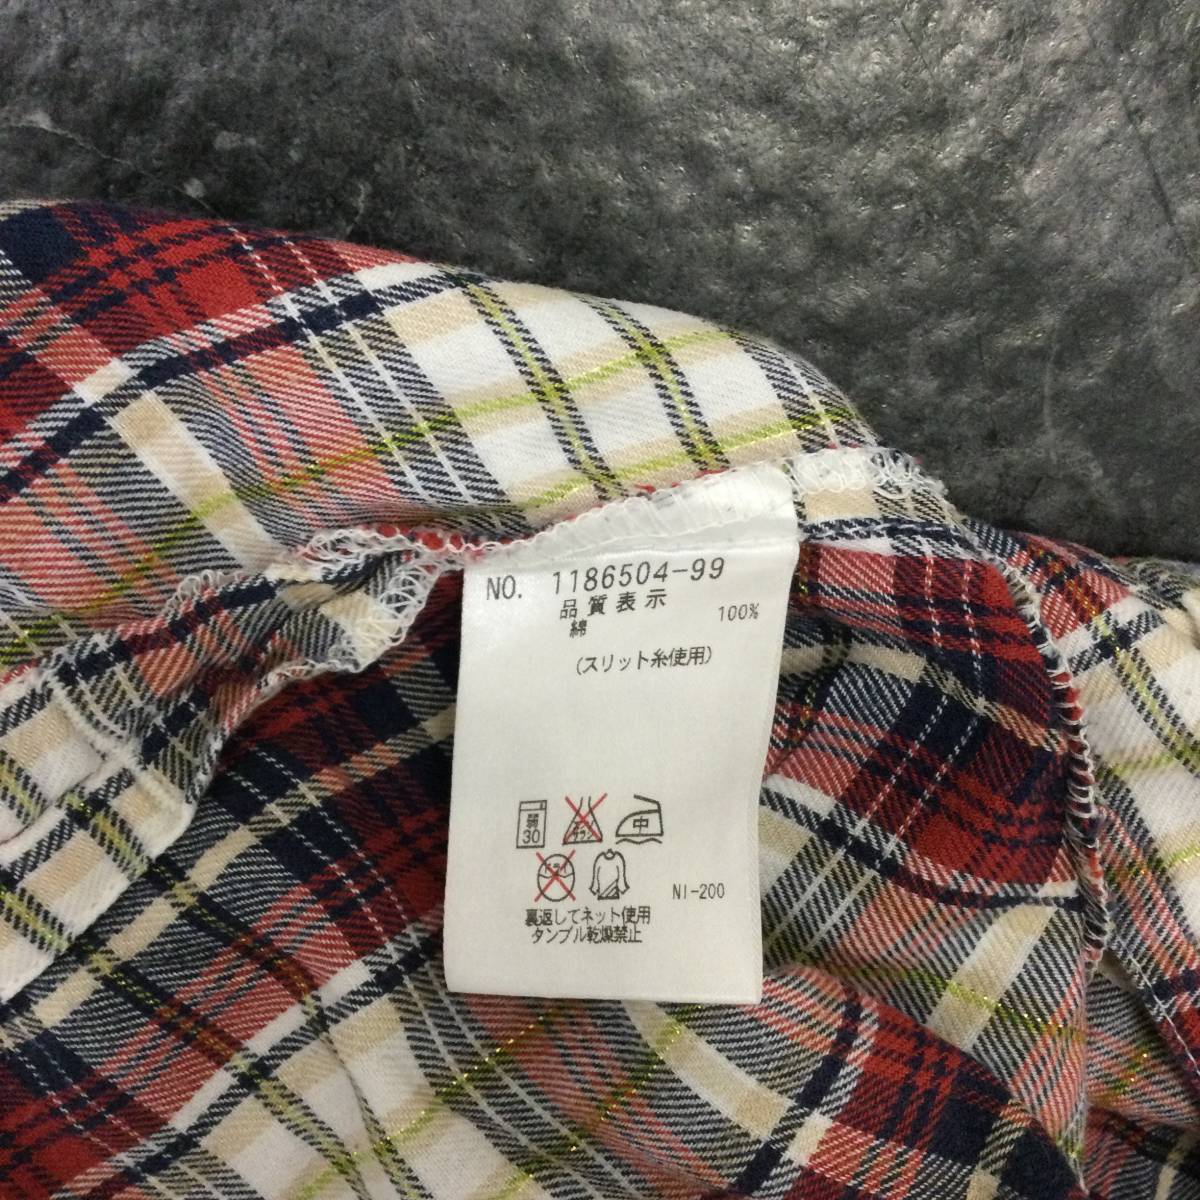 NO. 1186504-99
品質表示
綿 100%
(スリット糸使用)
弱 30
中
NI-200
裏返してネット使用
タンブル乾燥禁止